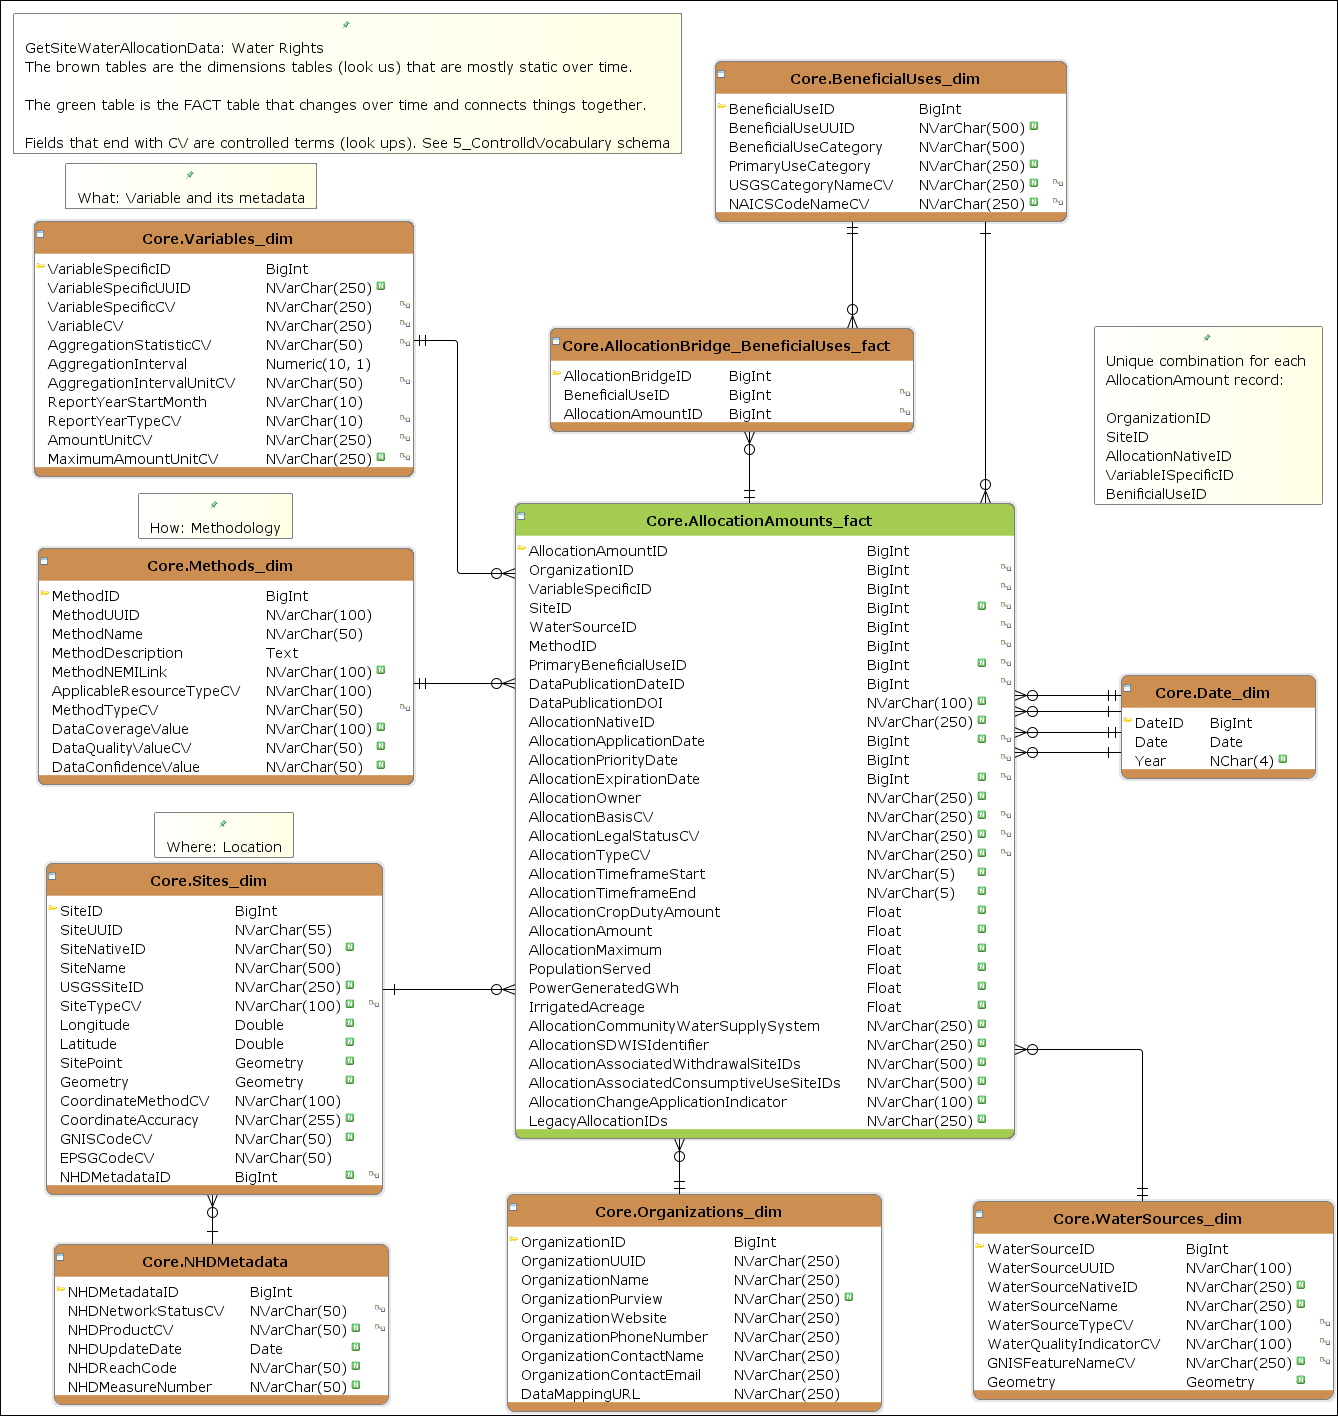 GetSiteWaterAllocationData: Water Rights
The brown tables are the dimensions tables (look us) that are mostly static over time.
The green table is the FACT table that changes over time and connects things together.
Fields that end with CV are controlled terms (look ups). See 5_ControlldVocabulary schema
What: Variable and its metadata
Core.Variables_dim
VariableSpecificID BigInt
VariableSpecificUUID NVarChar(250) N
VariableSpecificCV NVarChar(250)
VariableCV NVarChar(250)
AggregationStatisticCV NVarChar(50)
AggregationInterval Numeric(10, 1)
AggregationIntervalUnitCV NVarChar(50)
ReportYearStartMonth NVarChar(10)
ReportYearTypeCV NVarChar(10)
AmountUnitCV NVarChar(250)
MaximumAmountUnitCV NVarChar(250) N
How: Methodology
Core.Methods_dim
MethodID BigInt
MethodUUID NVarChar(100)
MethodName NVarChar(50)
MethodDescription Text
MethodNEMILink NVarChar(100) N
ApplicableResourceTypeCV NVarChar(100)
MethodTypeCV NVarChar(50)
DataCoverageValue NVarChar(100) N
DataQualityValueCV NVarChar(50) N
DataConfidenceValue NVarChar(50) N
Where: Location
Core.Sites_dim
SiteID BigInt
SiteUUID NVarChar(55)
SiteNativeID NVarChar(50) N
SiteName NVarChar(500)
USGSSiteID NVarChar(250) N
SiteTypeCV NVarChar(100) N
Longitude Double N
Latitude Double N
SitePoint Geometry N
Geometry Geometry N
CoordinateMethodCV NVarChar(100)
CoordinateAccuracy NVarChar(255) N
GNISCodeCV NVarChar(50) N
EPSGCodeCV NVarChar(50)
NHDMetadataID BigInt N
Core.NHDMetadata
NHDMetadataID BigInt
NHDNetworkStatusCV NVarChar(50)
NHDProductCV NVarChar(50) N
NHDUpdateDate Date N
NHDReachCode NVarChar(50) N
NHDMeasureNumber NVarChar(50) N
Core.BeneficialUses_dim
BeneficialUseID BigInt
BeneficialUseUUID NVarChar(500) N
BeneficialUseCategory NVarChar(500)
PrimaryUseCategory NVarChar(250) N
USGSCategoryNameCV NVarChar(250) N
NAICSCodeNameCV NVarChar(250) N
Core.AllocationBridge_BeneficialUses_fact
AllocationBridgeID BigInt
BeneficialUseID BigInt
AllocationAmountID BigInt
Unique combination for each
AllocationAmount record:
OrganizationID
SiteID
AllocationNativeID
VariableISpecificID
BenificialUseID
Core.AllocationAmounts_fact
AllocationAmountID BigInt
OrganizationID BigInt
VariableSpecificID BigInt
SiteID BigInt N
WaterSourceID BigInt
MethodID BigInt
PrimaryBeneficialUseID BigInt N
DataPublicationDateID BigInt
DataPublicationDOI NVarChar(100) N
AllocationNativeID NVarChar(250) N
AllocationApplicationDate BigInt N
AllocationPriorityDate BigInt
AllocationExpirationDate BigInt N
AllocationOwner NVarChar(250) N
AllocationBasisCV NVarChar(250) N
AllocationLegalStatusCV NVarChar(250) N
AllocationTypeCV NVarChar(250) N
AllocationTimeframeStart NVarChar(5) N
AllocationTimeframeEnd NVarChar(5) N
AllocationCropDutyAmount Float N
AllocationAmount Float N
AllocationMaximum Float N
PopulationServed Float N
PowerGeneratedGWh Float N
IrrigatedAcreage Float N
AllocationCommunityWaterSupplySystem NVarChar(250) N
AllocationSDWISIdentifier NVarChar(250) N
AllocationAssociatedWithdrawalSiteIDs NVarChar(500) N
AllocationAssociatedConsumptiveUseSiteIDs NVarChar(500) N
AllocationChangeApplicationIndicator NVarChar(100) N
LegacyAllocationIDs NVarChar(250) N
Core.Date_dim
DateID BigInt
Date Date
Year NChar(4) N
Core.Organizations_dim
OrganizationID BigInt
OrganizationUUID NVarChar(250)
OrganizationName NVarChar(250)
OrganizationPurview NVarChar(250) N
OrganizationWebsite NVarChar(250)
OrganizationPhoneNumber NVarChar(250)
OrganizationContactName NVarChar(250)
OrganizationContactEmail NVarChar(250)
DataMappingURL NVarChar(250)
Core.WaterSources_dim
WaterSourceID BigInt
WaterSourceUUID NVarChar(100)
WaterSourceNativeID NVarChar(250) N
WaterSourceName NVarChar(250) N
WaterSourceTypeCV NVarChar(100)
WaterQualityIndicatorCV NVarChar(100)
GNISFeatureNameCV NVarChar(250) N
Geometry Geometry N